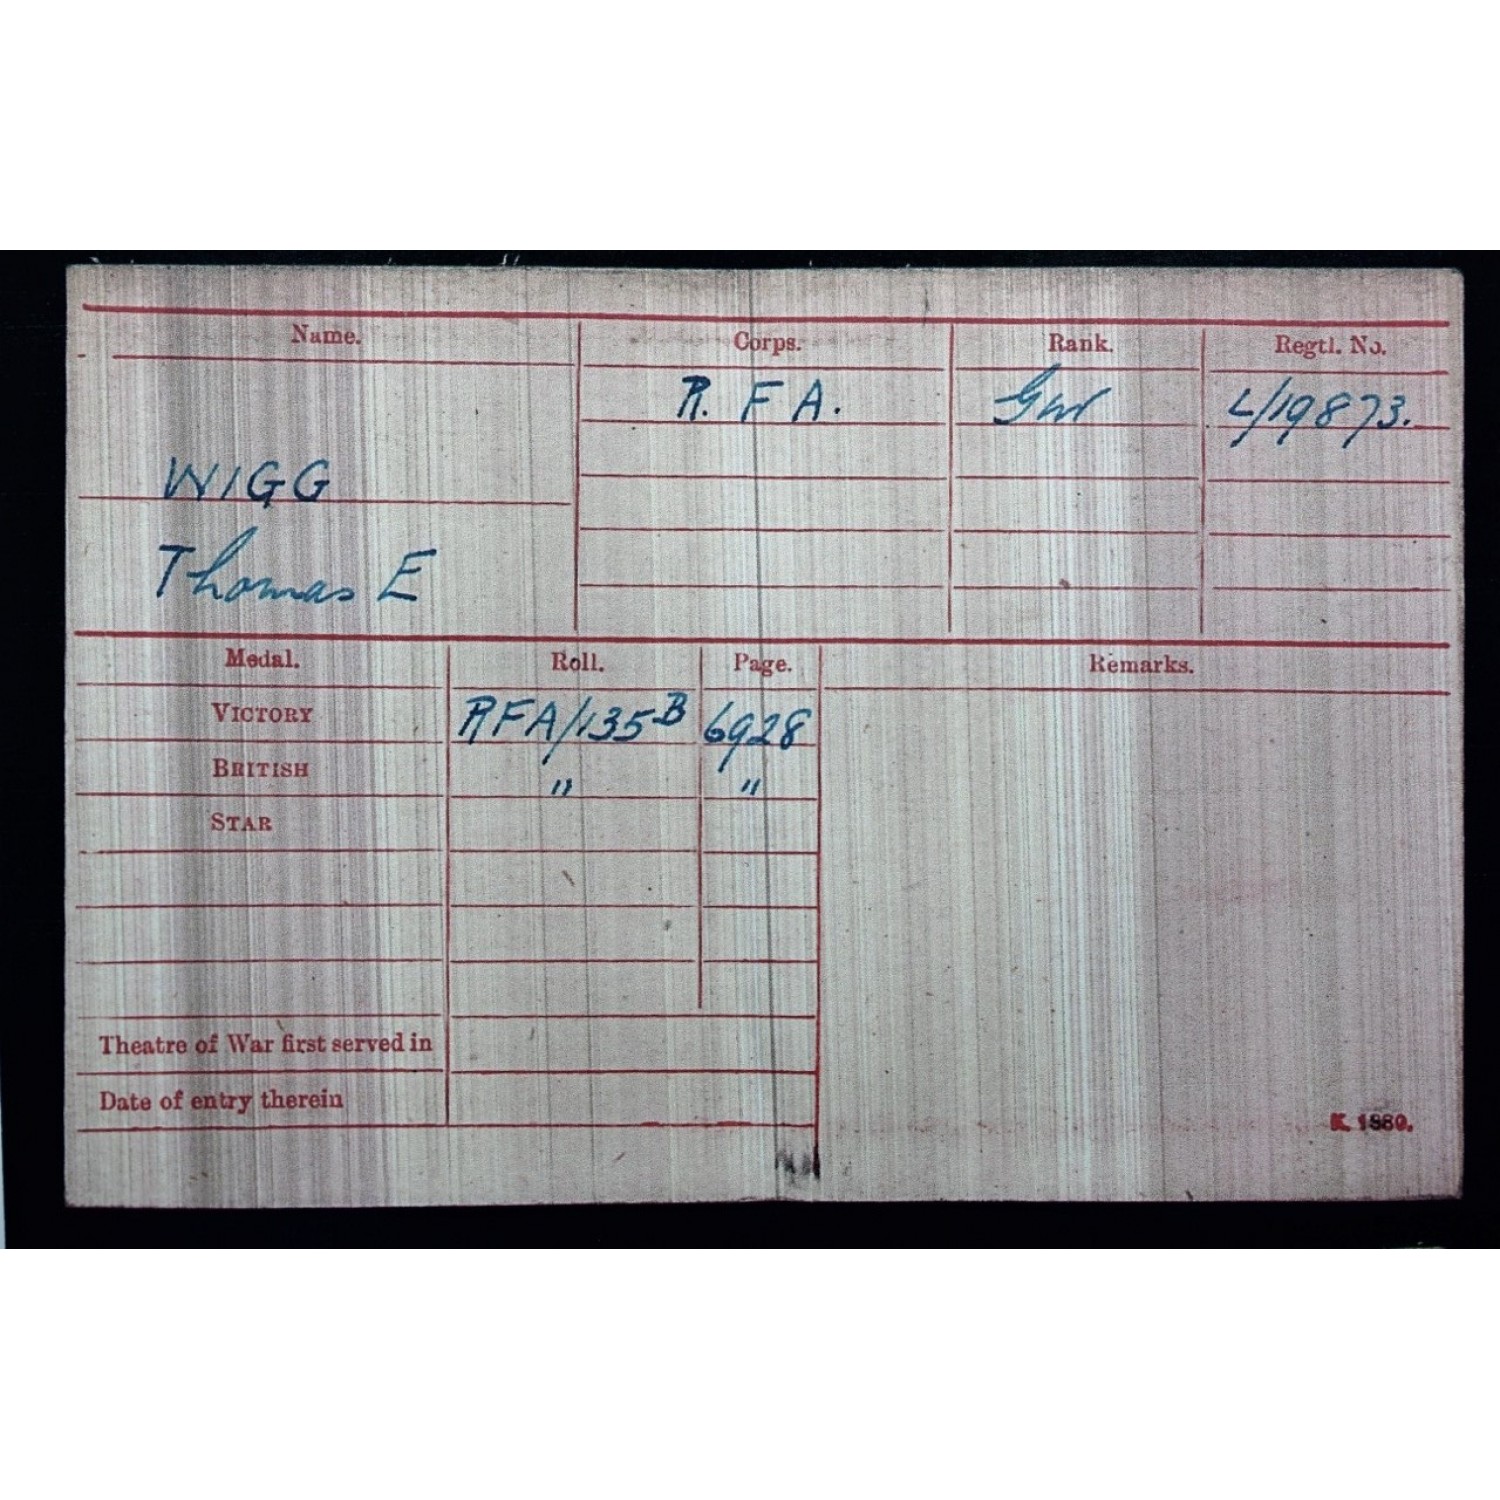 Name. Corps. Rank. Regtl. No.
R. F A. Gnr L/19873.
WIGG
Thomas E
Medal. Roll. Page. Remarks.
VICTORY RFA/135B 6928
BRITISH " "
STAR
Theatre of War first served in
Date of entry therein
K. 1380.